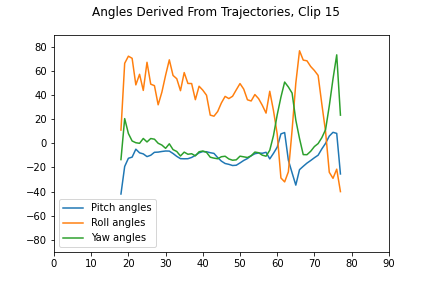 Angles Derived From Trajectories, Clip 15
80
60
40
20
0
−20
−40
−60
−80
Pitch angles
Roll angles
Yaw angles
0 10 20 30 40 50 60 70 80 90